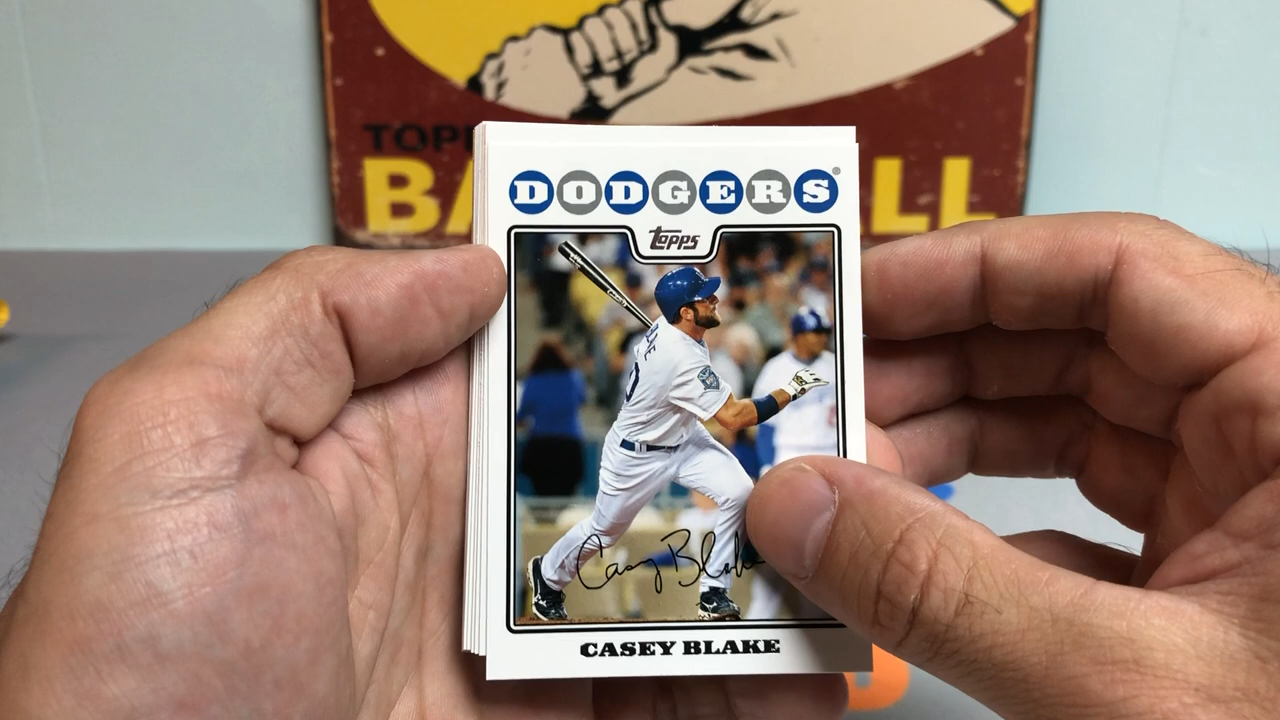 TOPP
BA LL
DODGERS®
topps
Casey Blake
CASEY BLAKE